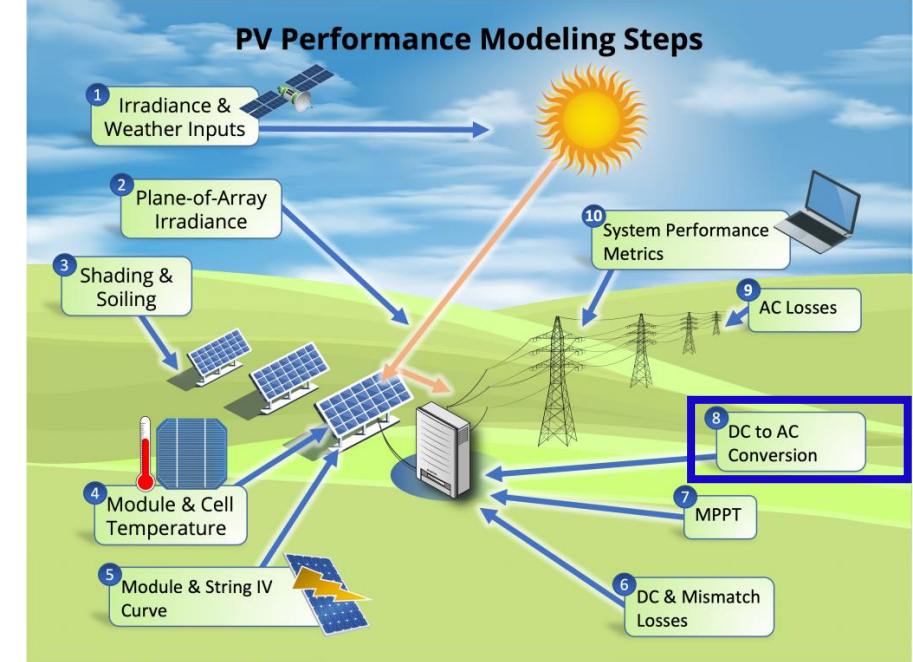 PV Performance Modeling Steps
1
Irradiance &
Weather Inputs
2
Plane-of-Array
Irradiance
3
Shading &
Soiling
4
Module & Cell
Temperature
5
Module & String IV
Curve
6
DC & Mismatch
Losses
7
MPPT
8
DC to AC
Conversion
9
AC Losses
10
System Performance
Metrics